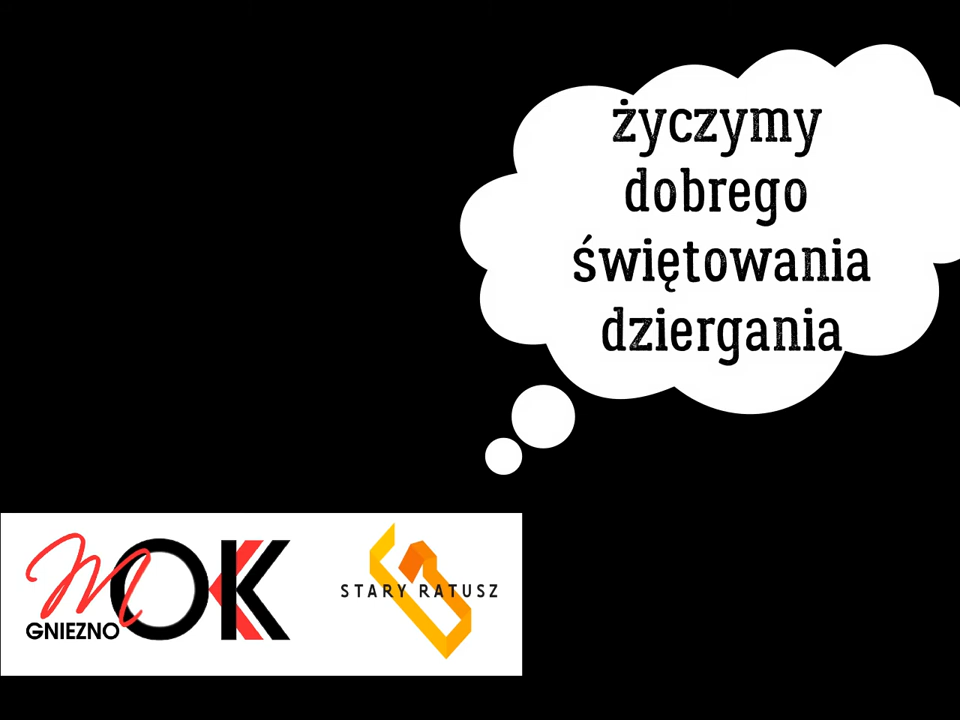 życzymy
dobrego
świętowania
dziergania
MOK
GNIEZNO
STARY RATUSZ